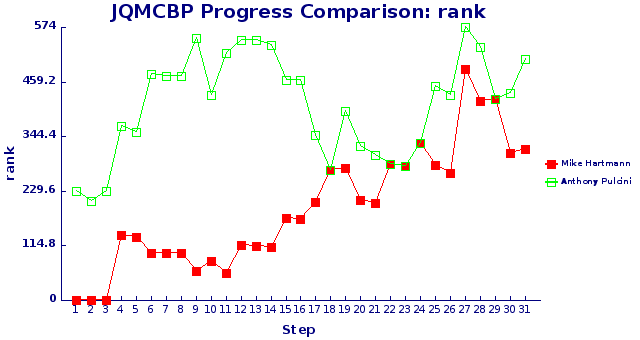 JQMCBP Progress Comparison: rank
574
459.2
344.4
229.6
114.8
0
rank
1 2 3 4 5 6 7 8 9 10 11 12 13 14 15 16 17 18 19 20 21 22 23 24 25 26 27 28 29 30 31
Step
Mike Hartmann
Anthony Pulcini